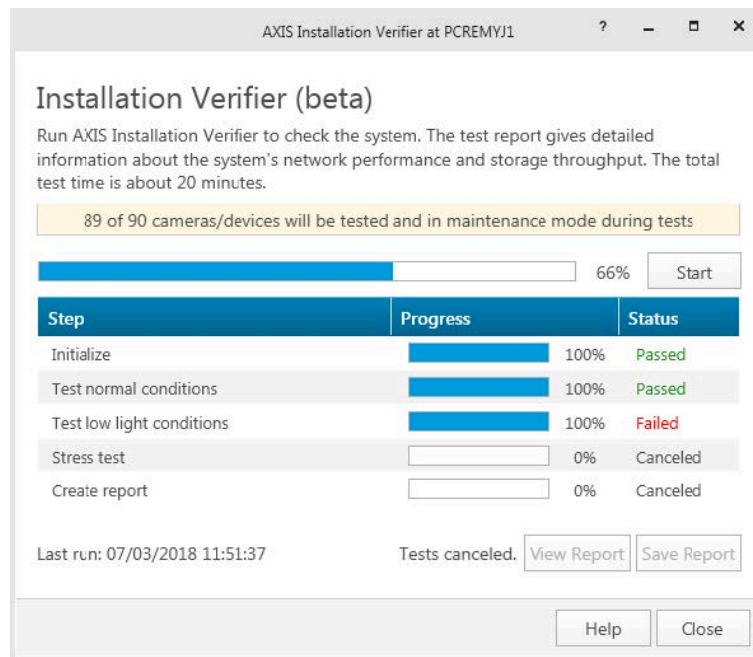 AXIS Installation Verifier at PCREMYJ1
Installation Verifier (beta)
Run AXIS Installation Verifier to check the system. The test report gives detailed
information about the system's network performance and storage throughput. The total
test time is about 20 minutes.
89 of 90 cameras/devices will be tested and in maintenance mode during tests
66% Start
Step Progress Status
Initialize 100% Passed
Test normal conditions 100% Passed
Test low light conditions 100% Failed
Stress test 0% Canceled
Create report 0% Canceled
Last run: 07/03/2018 11:51:37 Tests canceled. View Report Save Report
Help Close